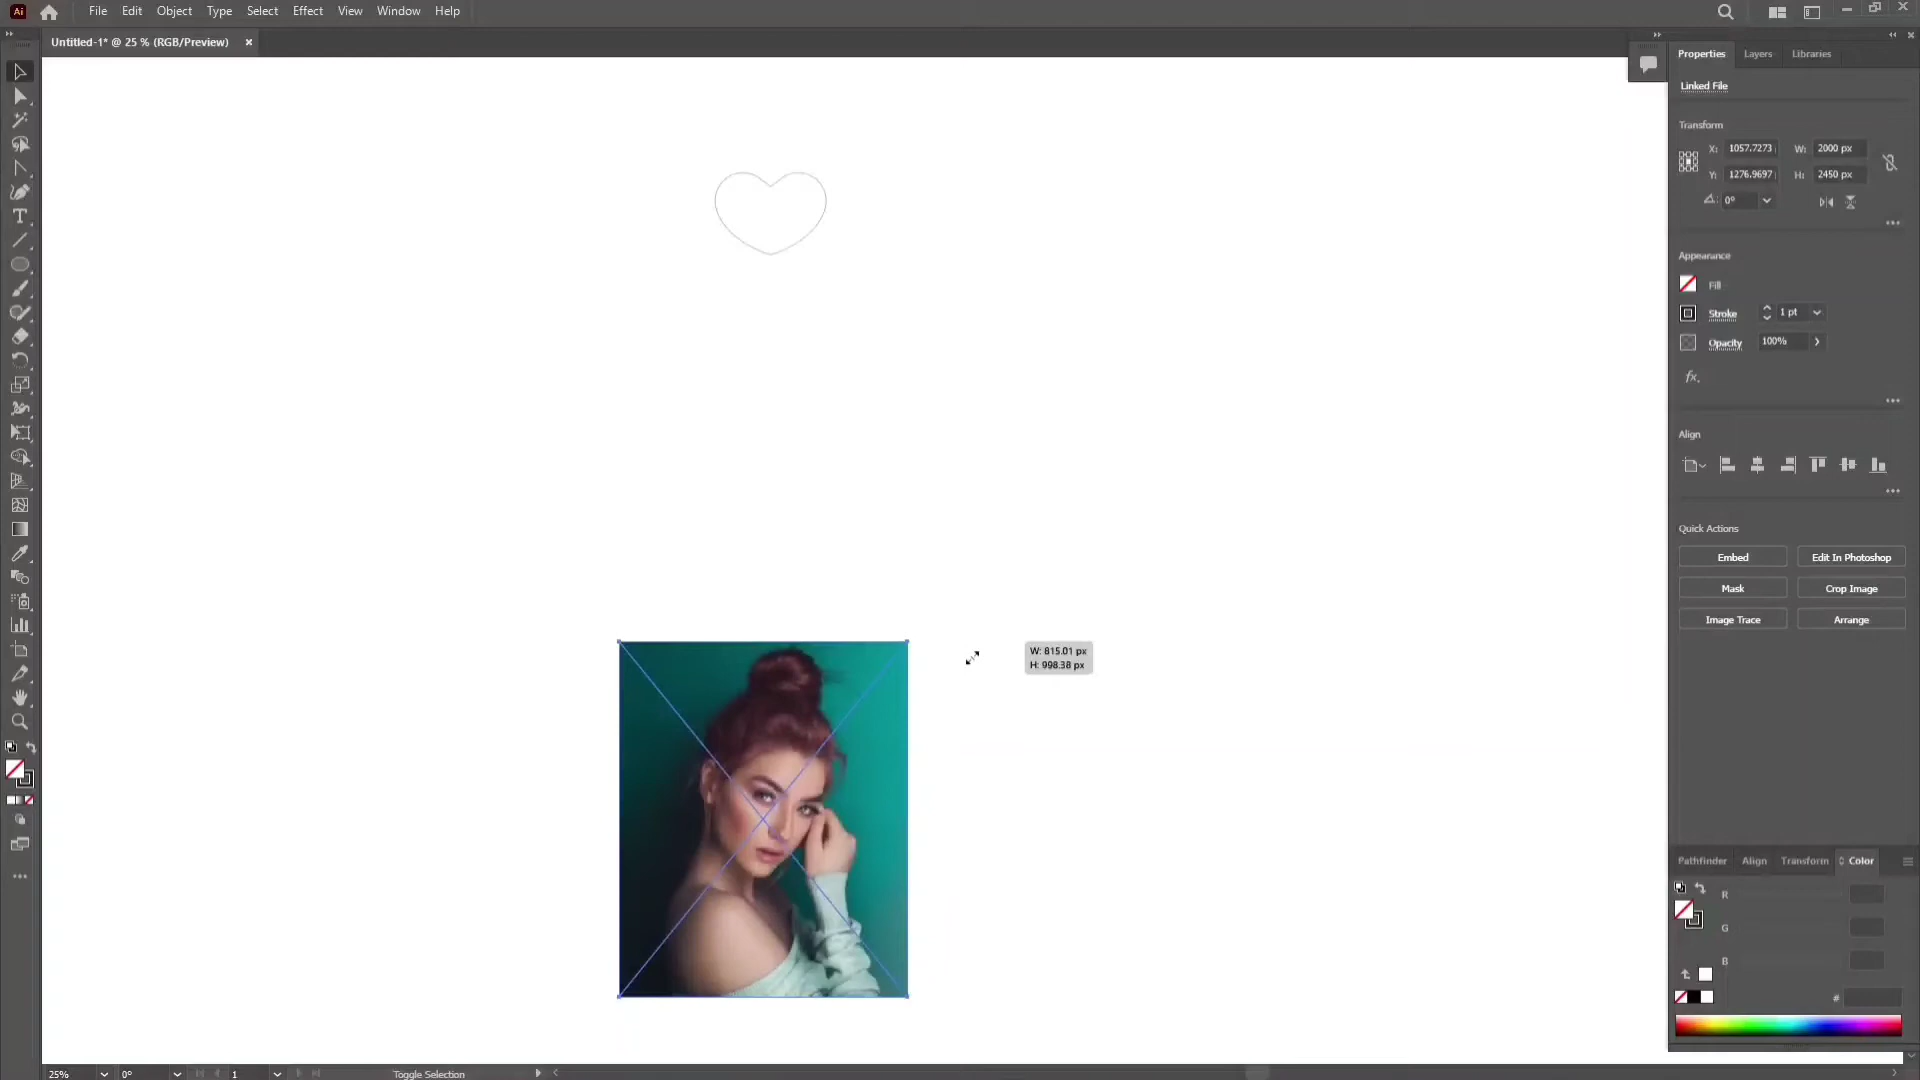 Ai File Edit Object Type Select Effect View Window Help
Untitled-1* @ 25 % (RGB/Preview) ×
Properties Layers Libraries
Linked File
Transform
X: 1057.7273 W: 2000 px
Y: 1276.9697 H: 2450 px
0°
Appearance
Fill
Stroke 1 pt
Opacity 100%
fx.
Align
Quick Actions
Embed Edit In Photoshop
Mask Crop Image
Image Trace Arrange
W: 815.01 px
H: 998.38 px
Pathfinder Align Transform Color
R
G
B
#
25% 0° 1 Toggle Selection